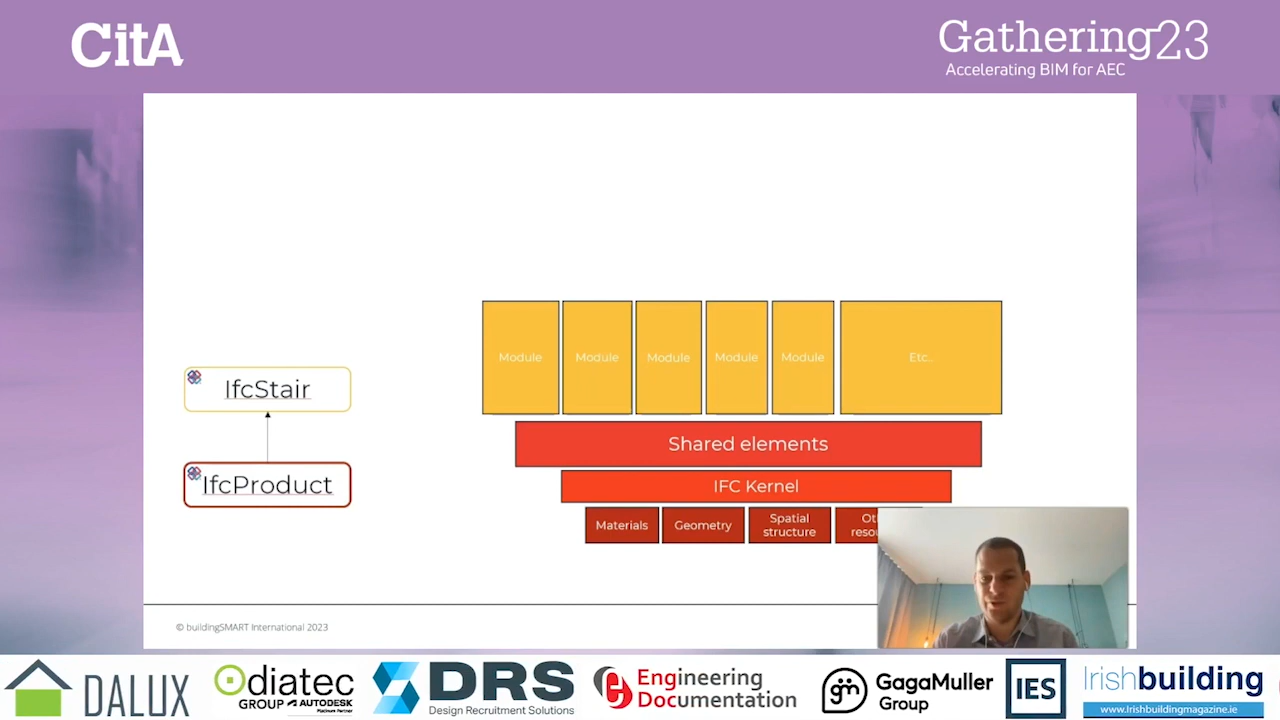 CitA
Gathering23
Accelerating BIM for AEC
Module
Module
Module
Module
Module
Etc..
IfcStair
Shared elements
IfcProduct
IFC Kernel
Materials
Geometry
Spatial
structure
© buildingSMART International 2023
DALUX
diatec
GROUP
AUTODESK
Platinum Partner
DRS
Design Recruitment Solutions
Engineering
Documentation
GagaMuller
Group
IES
Irishbuilding
www.Irishbuildingmagazine.ie